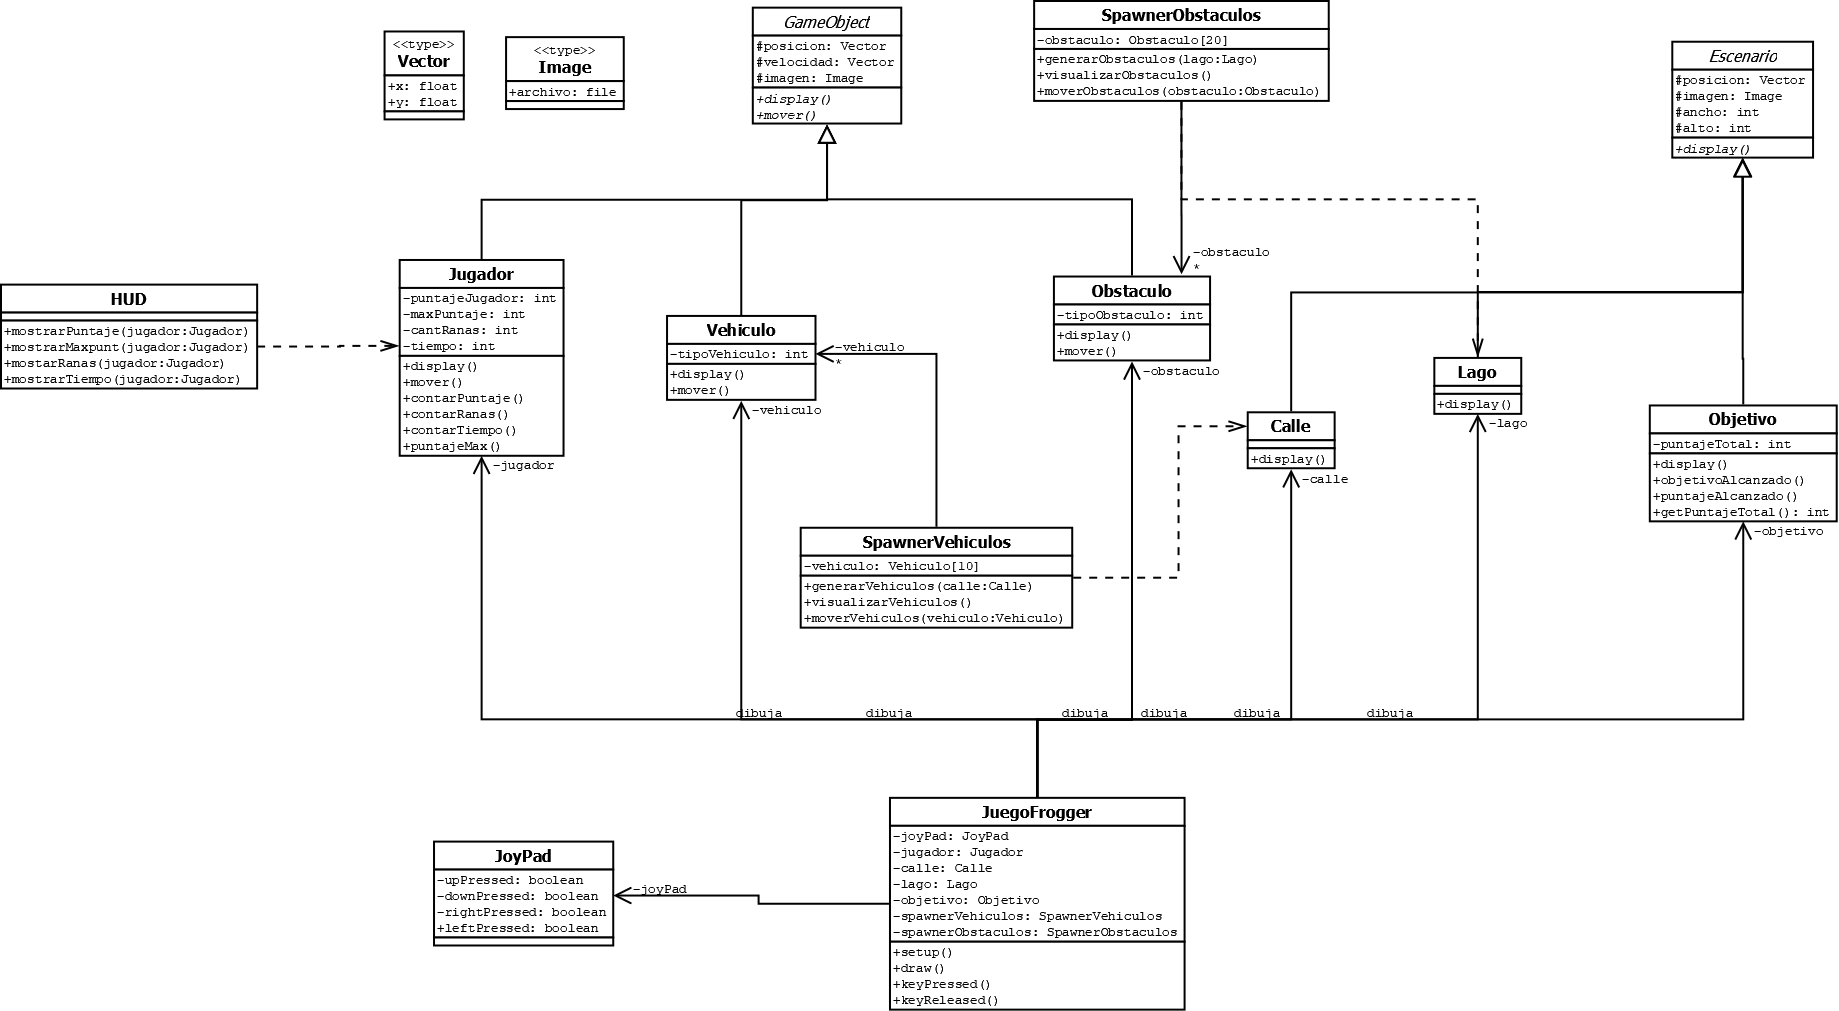 <<type>>
Vector
+x: float
+y: float
<<type>>
Image
+archivo: file
GameObject
#posicion: Vector
#velocidad: Vector
#imagen: Image
+display()
+mover()
SpawnerObstaculos
-obstaculo: Obstaculo[20]
+generarObstaculos(lago:Lago)
+visualizarObstaculos()
+moverObstaculos(obstaculo:Obstaculo)
Escenario
#posicion: Vector
#imagen: Image
#ancho: int
#alto: int
+display()
HUD
+mostrarPuntaje(jugador:Jugador)
+mostrarMaxpunt(jugador:Jugador)
+mostarRanas(jugador:Jugador)
+mostrarTiempo(jugador:Jugador)
Jugador
-puntajeJugador: int
-maxPuntaje: int
-cantRanas: int
-tiempo: int
+display()
+mover()
+contarPuntaje()
+contarRanas()
+contarTiempo()
+puntajeMax()
-jugador
Vehiculo
-tipoVehiculo: int
+display()
+mover()
-vehiculo
*
-vehiculo
-obstaculo
*
Obstaculo
-tipoObstaculo: int
+display()
+mover()
-obstaculo
Calle
+display()
-calle
Lago
+display()
-lago
Objetivo
-puntajeTotal: int
+display()
+objetivoAlcanzado()
+puntajeAlcanzado()
+getPuntajeTotal(): int
-objetivo
SpawnerVehiculos
-vehiculo: Vehiculo[10]
+generarVehiculos(calle:Calle)
+visualizarVehiculos()
+moverVehiculos(vehiculo:Vehiculo)
dibuja
dibuja
dibuja
dibuja
dibuja
dibuja
JoyPad
-upPressed: boolean
-downPressed: boolean
-rightPressed: boolean
+leftPressed: boolean
-joyPad
JuegoFrogger
-joyPad: JoyPad
-jugador: Jugador
-calle: Calle
-lago: Lago
-objetivo: Objetivo
-spawnerVehiculos: SpawnerVehiculos
-spawnerObstaculos: SpawnerObstaculos
+setup()
+draw()
+keyPressed()
+keyReleased()